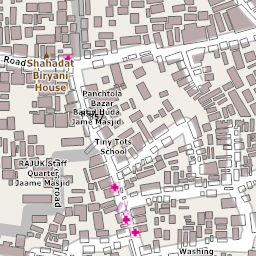 Road
Shahadat
Biryani
House
Panchtola
Bazar
Baitul Huda
Jame Masjid
Tiny Tots
School
RAJUK Staff
Quarter
Jaame Masjid
road
Washing